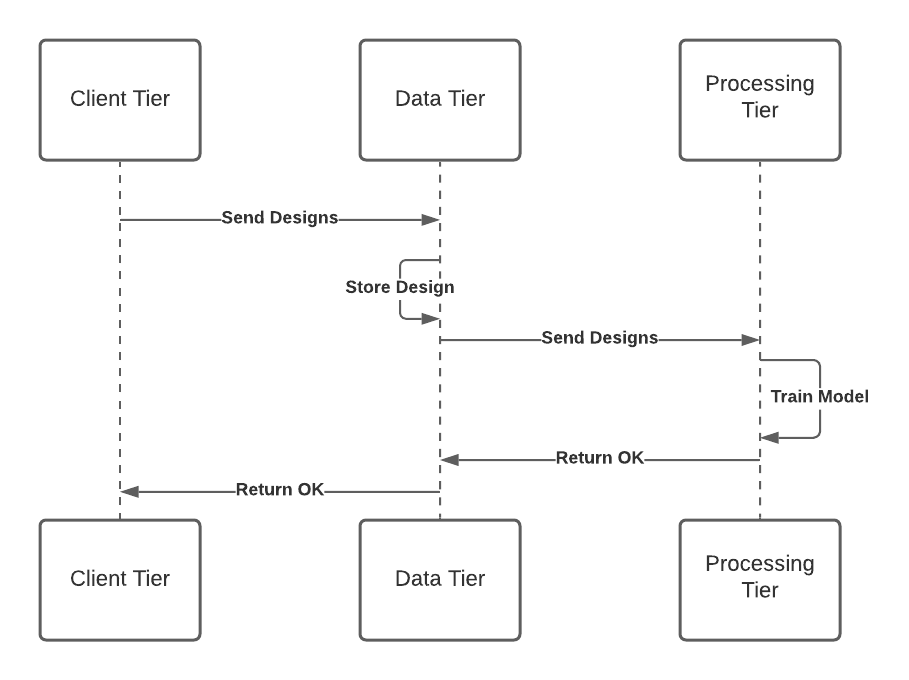 Client Tier
Data Tier
Processing
Tier
Send Designs
Store Design
Send Designs
Train Model
Return OK
Return OK
Client Tier
Data Tier
Processing
Tier